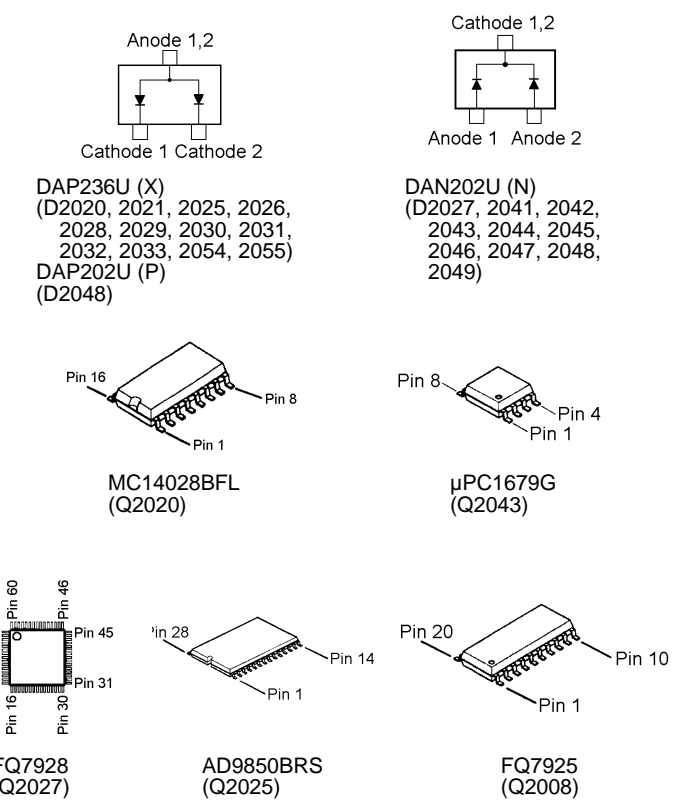 Anode 1,2
Cathode 1 Cathode 2
DAP236U (X)
(D2020, 2021, 2025, 2026,
2028, 2029, 2030, 2031,
2032, 2033, 2054, 2055)
DAP202U (P)
(D2048)
Cathode 1,2
Anode 1 Anode 2
DAN202U (N)
(D2027, 2041, 2042,
2043, 2044, 2045,
2046, 2047, 2048,
2049)
Pin 16
Pin 8
Pin 1
MC14028BFL
(Q2020)
Pin 8
Pin 4
Pin 1
µPC1679G
(Q2043)
Pin 60
Pin 46
Pin 45
Pin 31
Pin 16
Pin 30
FQ7928
(Q2027)
Pin 28
Pin 14
Pin 1
AD9850BRS
(Q2025)
Pin 20
Pin 10
Pin 1
FQ7925
(Q2008)